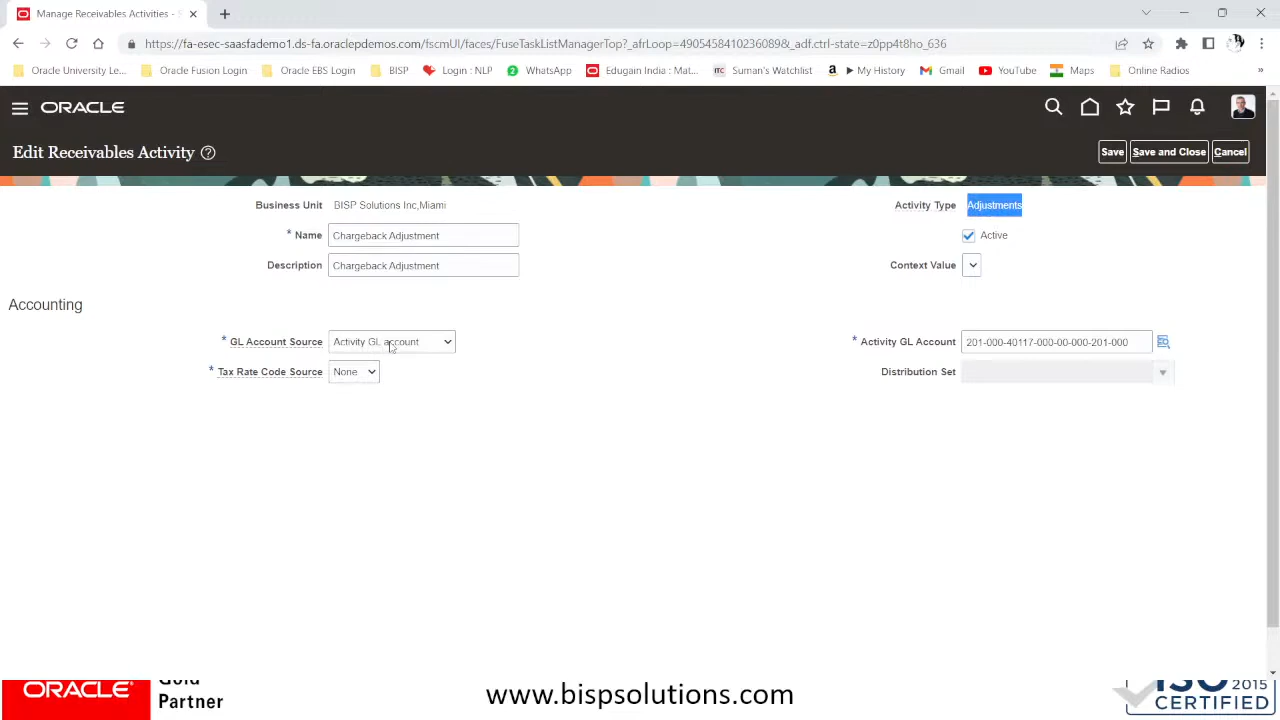 Manage Receivables Activities -
https://fa-esec-saasfademo1.ds-fa.oraclepdemos.com/fscmUI/faces/FuseTaskListManagerTop?_afrLoop=4905458410236089&_adf.ctrl-state=z0pp4t8ho_636
Oracle University Le... Oracle Fusion Login Oracle EBS Login BISP Login : NLP WhatsApp Edugain India : Mat... ITC Suman's Watchlist a ▶ My History Gmail YouTube Maps Online Radios »
ORACLE
Edit Receivables Activity ? Save Save and Close Cancel
Business Unit BISP Solutions Inc,Miami Activity Type Adjustments
* Name Chargeback Adjustment Active
Description Chargeback Adjustment Context Value
Accounting
* GL Account Source Activity GL account * Activity GL Account 201-000-40117-000-00-000-201-000
* Tax Rate Code Source None Distribution Set
ORACLE Gold Partner
www.bispsolutions.com
ISO 2015
CERTIFIED